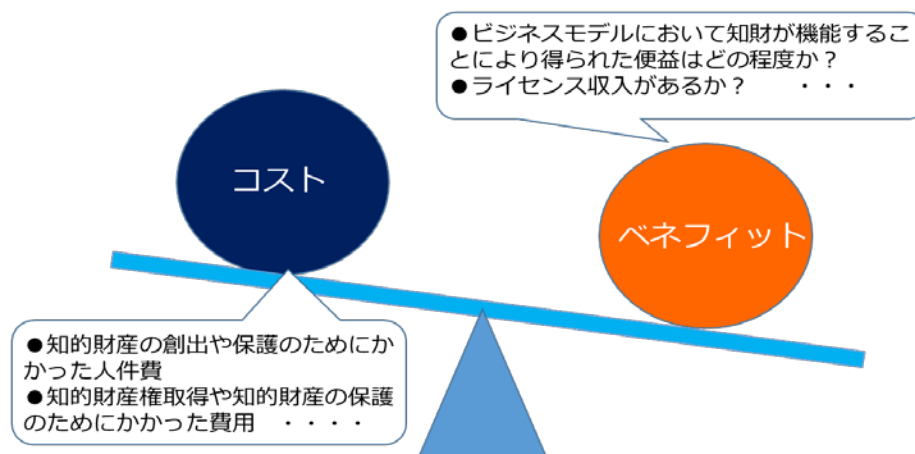 ●ビジネスモデルにおいて知財が機能するこ
とにより得られた便益はどの程度か？
●ライセンス収入があるか？　・・・
コスト
ベネフィット
●知的財産の創出や保護のためにか
かった人件費
●知的財産権取得や知的財産の保護
のためにかかった費用　・・・・